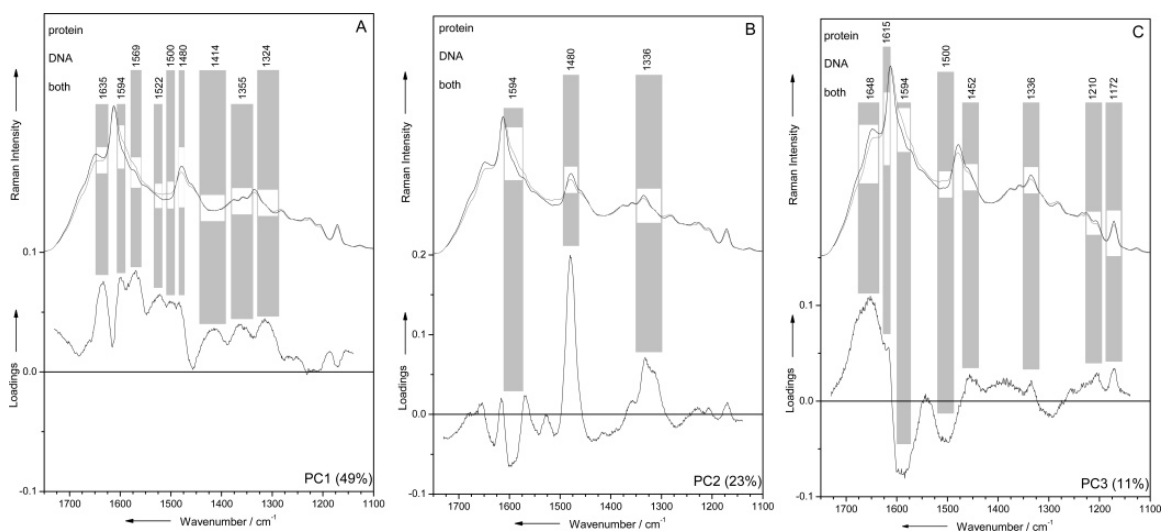 A
protein
DNA
both
1635
1594
1569
1522
1500
1480
1414
1355
1324
Raman Intensity
Loadings
0.1
0.0
-0.1
PC1 (49%)
1700 1600 1500 1400 1300 1200 1100
Wavenumber / cm-1
B
protein
DNA
both
1594
1480
1336
Raman Intensity
Loadings
0.2
0.1
0.0
-0.1
PC2 (23%)
1700 1600 1500 1400 1300 1200 1100
Wavenumber / cm-1
C
protein
DNA
both
1648
1615
1594
1500
1452
1336
1210
1172
Raman Intensity
Loadings
0.1
0.0
-0.1
PC3 (11%)
1700 1600 1500 1400 1300 1200 1100
Wavenumber / cm-1